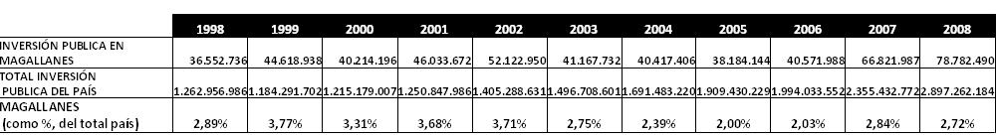 1998 1999 2000 2001 2002 2003 2004 2005 2006 2007 2008
INVERSIÓN PUBLICA EN
MAGALLANES 36.552.736 44.618.938 40.214.196 46.033.672 52.122.950 41.167.732 40.417.406 38.184.144 40.571.988 66.821.987 78.782.490
TOTAL INVERSIÓN
PUBLICA DEL PAÍS 1.262.956.986 1.184.291.702 1.215.179.007 1.250.847.986 1.405.288.631 1.496.708.601 1.691.483.220 1.909.430.229 1.994.033.552 2.355.432.772 2.897.262.184
MAGALLANES
(como %, del total país) 2,89% 3,77% 3,31% 3,68% 3,71% 2,75% 2,39% 2,00% 2,03% 2,84% 2,72%